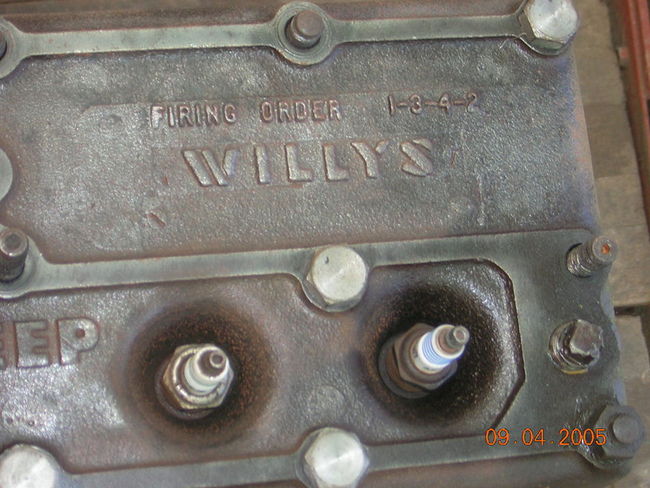 FIRING ORDER 1-3-4-2
WILLYS
EEP
09.04.2005